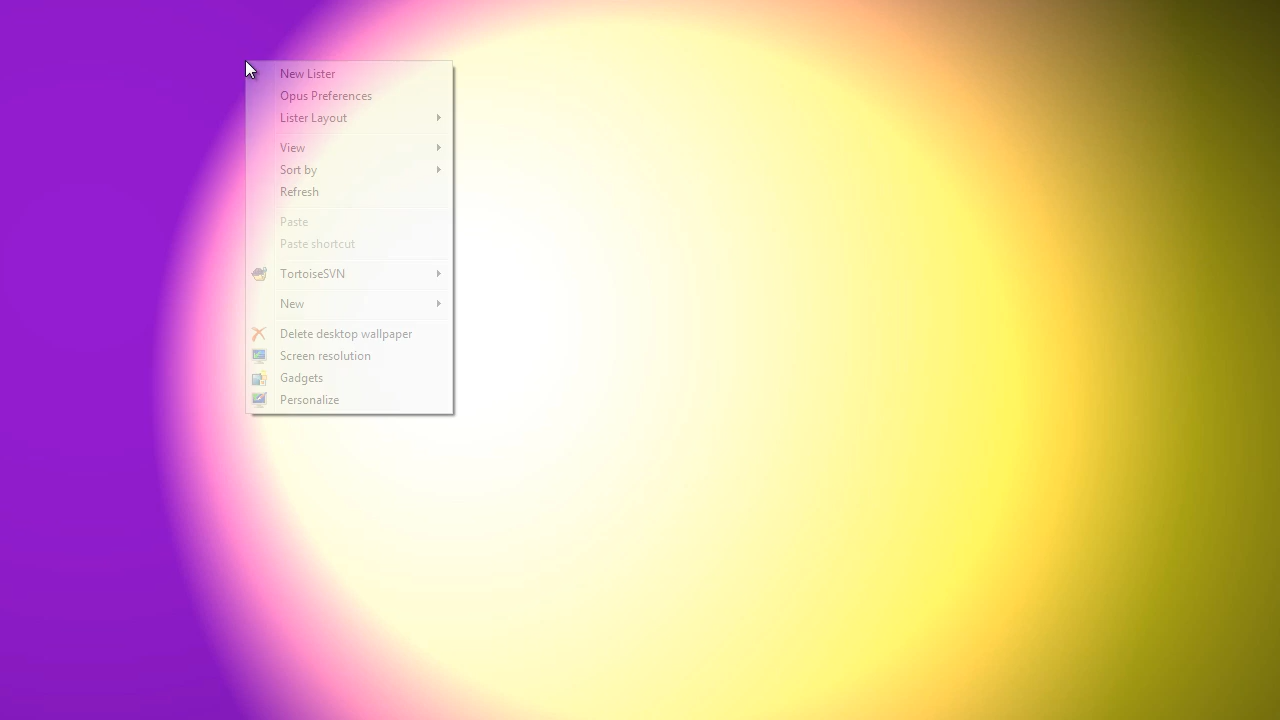 New Lister
Opus Preferences
Lister Layout
View
Sort by
Refresh
Paste
Paste shortcut
TortoiseSVN
New
Delete desktop wallpaper
Screen resolution
Gadgets
Personalize